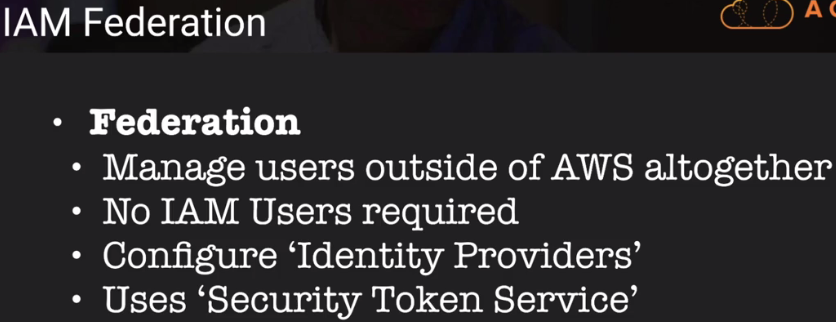 IAM Federation
• Federation
• Manage users outside of AWS altogether
• No IAM Users required
• Configure ‘Identity Providers’
• Uses ‘Security Token Service’